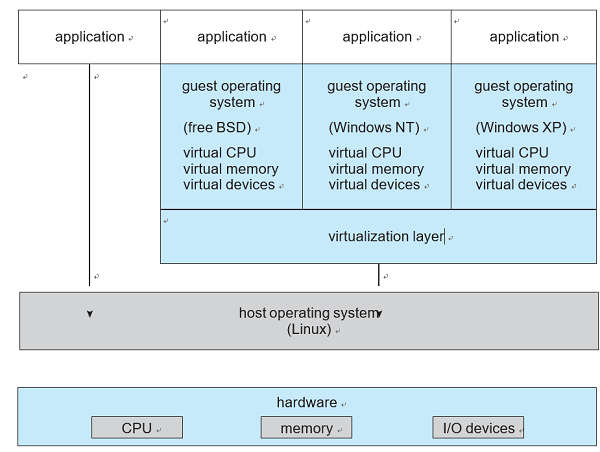 application
application
application
application
guest operating
system
(free BSD)
virtual CPU
virtual memory
virtual devices
guest operating
system
(Windows NT)
virtual CPU
virtual memory
virtual devices
guest operating
system
(Windows XP)
virtual CPU
virtual memory
virtual devices
virtualization layer
host operating system
(Linux)
hardware
CPU
memory
I/O devices